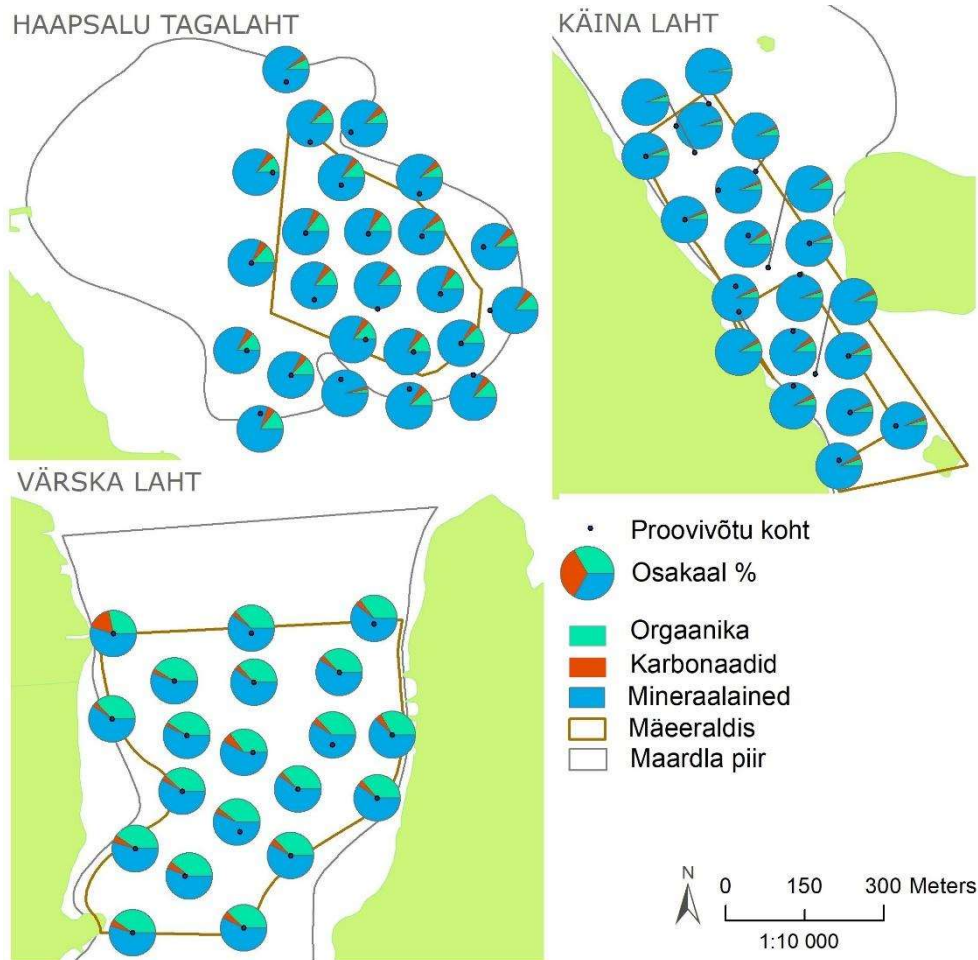 HAAPSALU TAGALAHT
KÄINA LAHT
VÄRSKA LAHT
Proovivõtu koht
Osakaal %
Orgaanika
Karbonaadid
Mineraalained
Mäeeraldis
Maardla piir
N
0 150 300 Meters
1:10 000